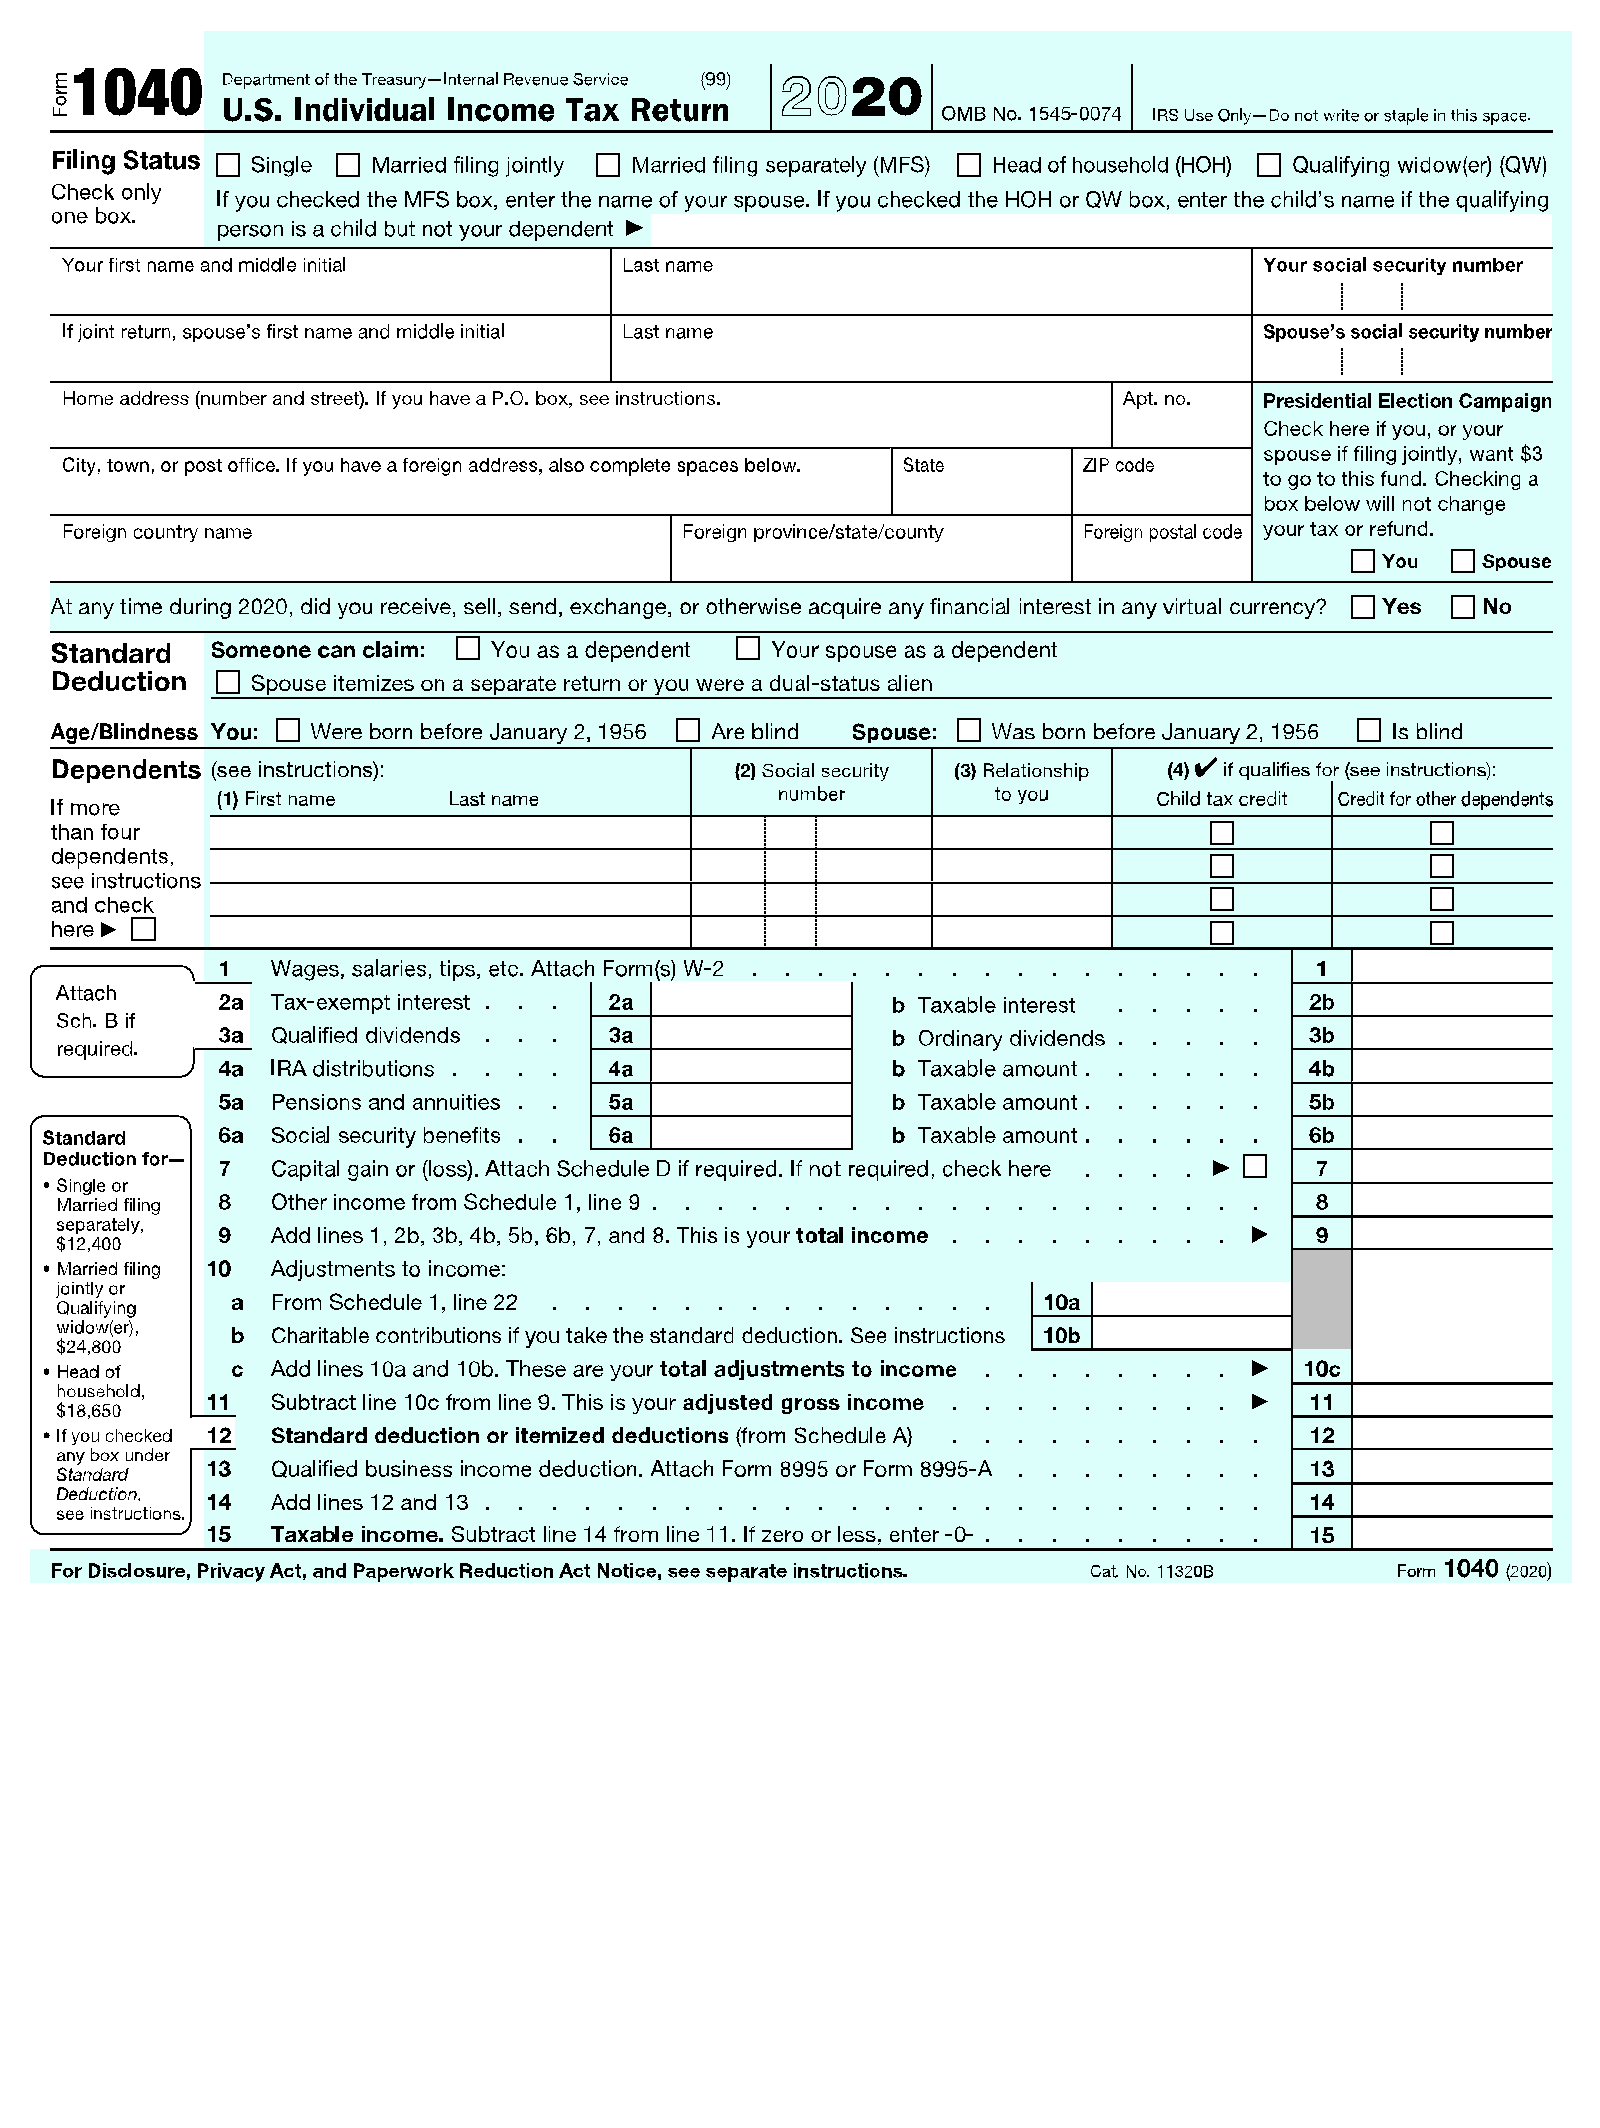 Form 1040 Department of the Treasury—Internal Revenue Service (99)
U.S. Individual Income Tax Return 2020 OMB No. 1545-0074 IRS Use Only—Do not write or staple in this space.
Filing Status Single Married filing jointly Married filing separately (MFS) Head of household (HOH) Qualifying widow(er) (QW)
Check only
one box.
If you checked the MFS box, enter the name of your spouse. If you checked the HOH or QW box, enter the child's name if the qualifying
person is a child but not your dependent ▶
Your first name and middle initial Last name Your social security number
If joint return, spouse's first name and middle initial Last name Spouse's social security number
Home address (number and street). If you have a P.O. box, see instructions. Apt. no.
City, town, or post office. If you have a foreign address, also complete spaces below. State ZIP code
Foreign country name Foreign province/state/county Foreign postal code
Presidential Election Campaign
Check here if you, or your
spouse if filing jointly, want $3
to go to this fund. Checking a
box below will not change
your tax or refund.
You Spouse
At any time during 2020, did you receive, sell, send, exchange, or otherwise acquire any financial interest in any virtual currency? Yes No
Standard
Deduction
Someone can claim: You as a dependent Your spouse as a dependent
Spouse itemizes on a separate return or you were a dual-status alien
Age/Blindness You: Were born before January 2, 1956 Are blind Spouse: Was born before January 2, 1956 Is blind
Dependents (see instructions):
(1) First name Last name
(2) Social security
number
(3) Relationship
to you
(4) ✔ if qualifies for (see instructions):
Child tax credit Credit for other dependents
If more
than four
dependents,
see instructions
and check
here ▶
Attach
Sch. B if
required.
1 Wages, salaries, tips, etc. Attach Form(s) W-2 . . . . . . . . . . . . . . . . 1
2a Tax-exempt interest . . . 2a b Taxable interest . . . . . 2b
3a Qualified dividends . . . 3a b Ordinary dividends . . . . . 3b
4a IRA distributions . . . . 4a b Taxable amount . . . . . . 4b
5a Pensions and annuities . . 5a b Taxable amount . . . . . . 5b
6a Social security benefits . . 6a b Taxable amount . . . . . . 6b
7 Capital gain or (loss). Attach Schedule D if required. If not required, check here . . . . ▶ 7
8 Other income from Schedule 1, line 9 . . . . . . . . . . . . . . . . . . . 8
9 Add lines 1, 2b, 3b, 4b, 5b, 6b, 7, and 8. This is your total income . . . . . . . . . ▶ 9
10 Adjustments to income:
a From Schedule 1, line 22 . . . . . . . . . . . . . . 10a
b Charitable contributions if you take the standard deduction. See instructions 10b
c Add lines 10a and 10b. These are your total adjustments to income . . . . . . . . ▶ 10c
11 Subtract line 10c from line 9. This is your adjusted gross income . . . . . . . . . ▶ 11
12 Standard deduction or itemized deductions (from Schedule A) . . . . . . . . . . 12
13 Qualified business income deduction. Attach Form 8995 or Form 8995-A . . . . . . . . 13
14 Add lines 12 and 13 . . . . . . . . . . . . . . . . . . . . . . . . 14
15 Taxable income. Subtract line 14 from line 11. If zero or less, enter -0- . . . . . . . . . 15
Standard
Deduction for—
• Single or
Married filing
separately,
$12,400
• Married filing
jointly or
Qualifying
widow(er),
$24,800
• Head of
household,
$18,650
• If you checked
any box under
Standard
Deduction,
see instructions.
For Disclosure, Privacy Act, and Paperwork Reduction Act Notice, see separate instructions. Cat. No. 11320B Form 1040 (2020)